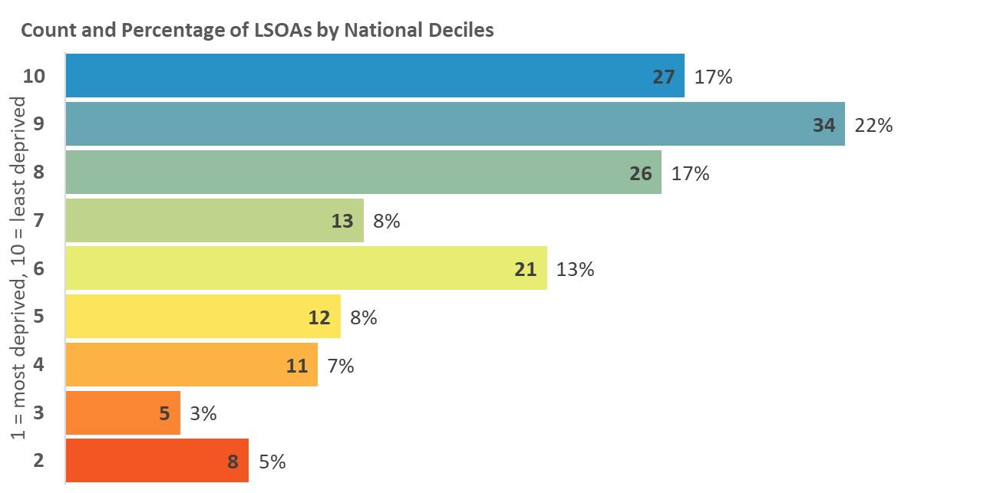 Count and Percentage of LSOAs by National Deciles
1 = most deprived, 10 = least deprived
10 27 17%
9 34 22%
8 26 17%
7 13 8%
6 21 13%
5 12 8%
4 11 7%
3 5 3%
2 8 5%